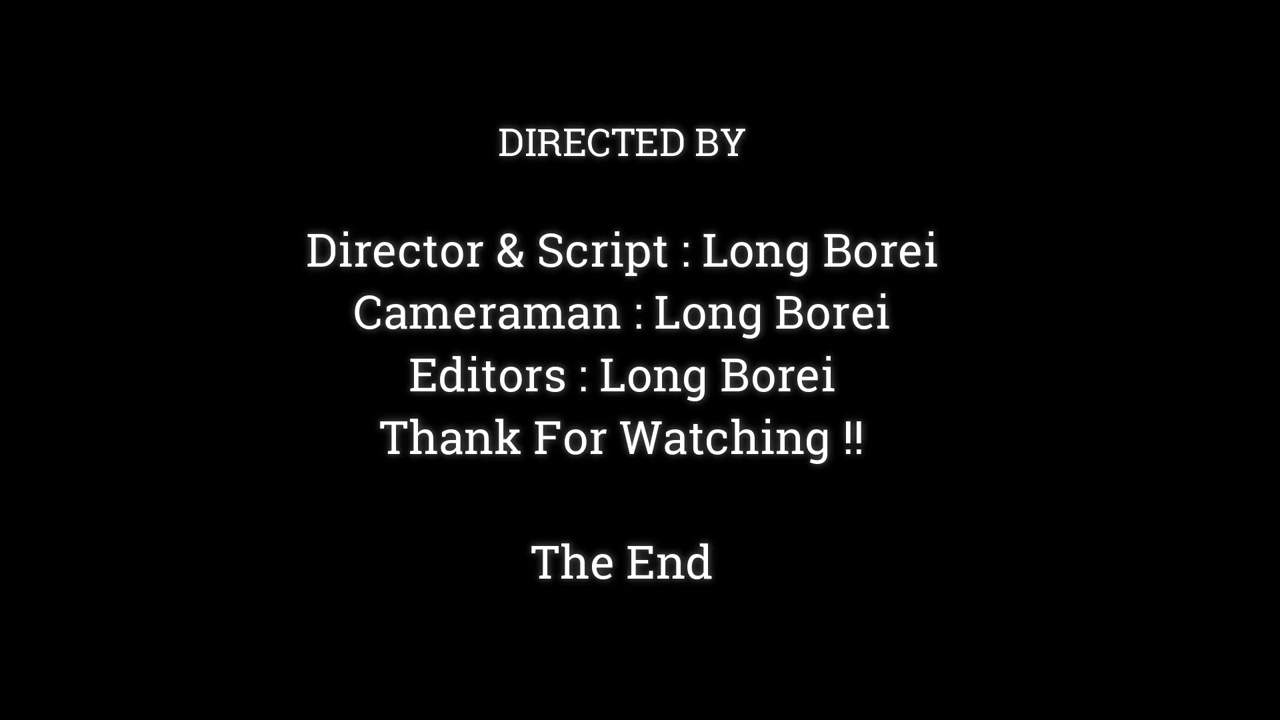 DIRECTED BY
Director & Script : Long Borei
Cameraman : Long Borei
Editors : Long Borei
Thank For Watching !!
The End